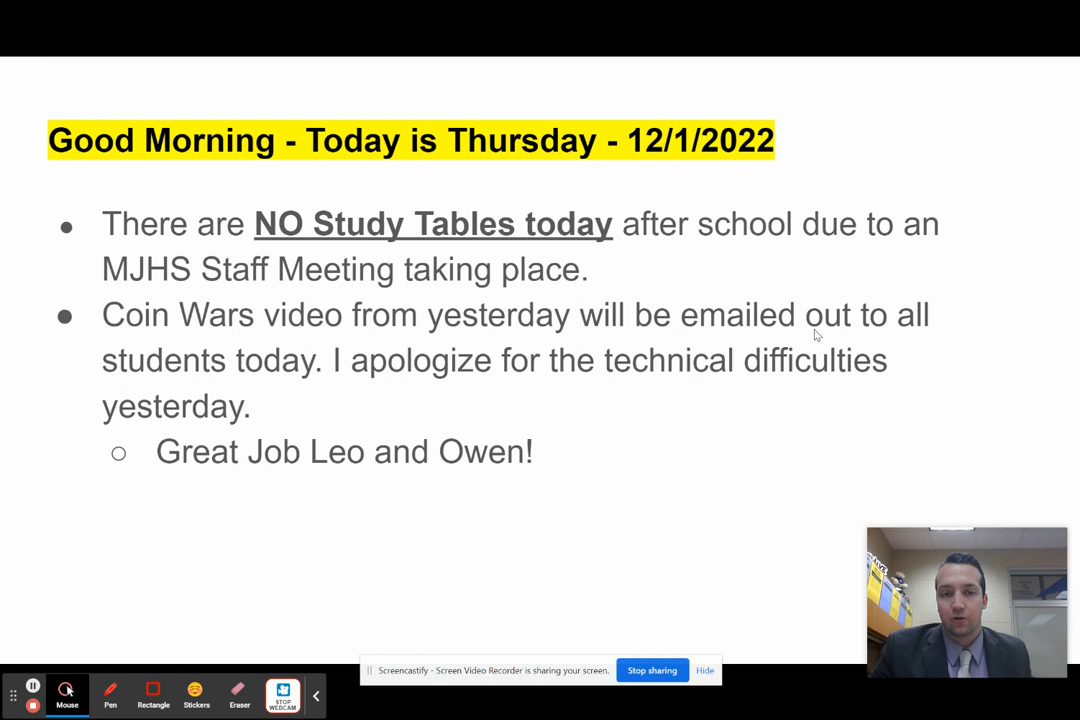 Good Morning - Today is Thursday - 12/1/2022
● There are NO Study Tables today after school due to an
MJHS Staff Meeting taking place.
● Coin Wars video from yesterday will be emailed out to all
students today. I apologize for the technical difficulties
yesterday.
○ Great Job Leo and Owen!
Screencastify - Screen Video Recorder is sharing your screen. Stop sharing Hide
Mouse Pen Rectangle Stickers Eraser STOP
WEBCAM